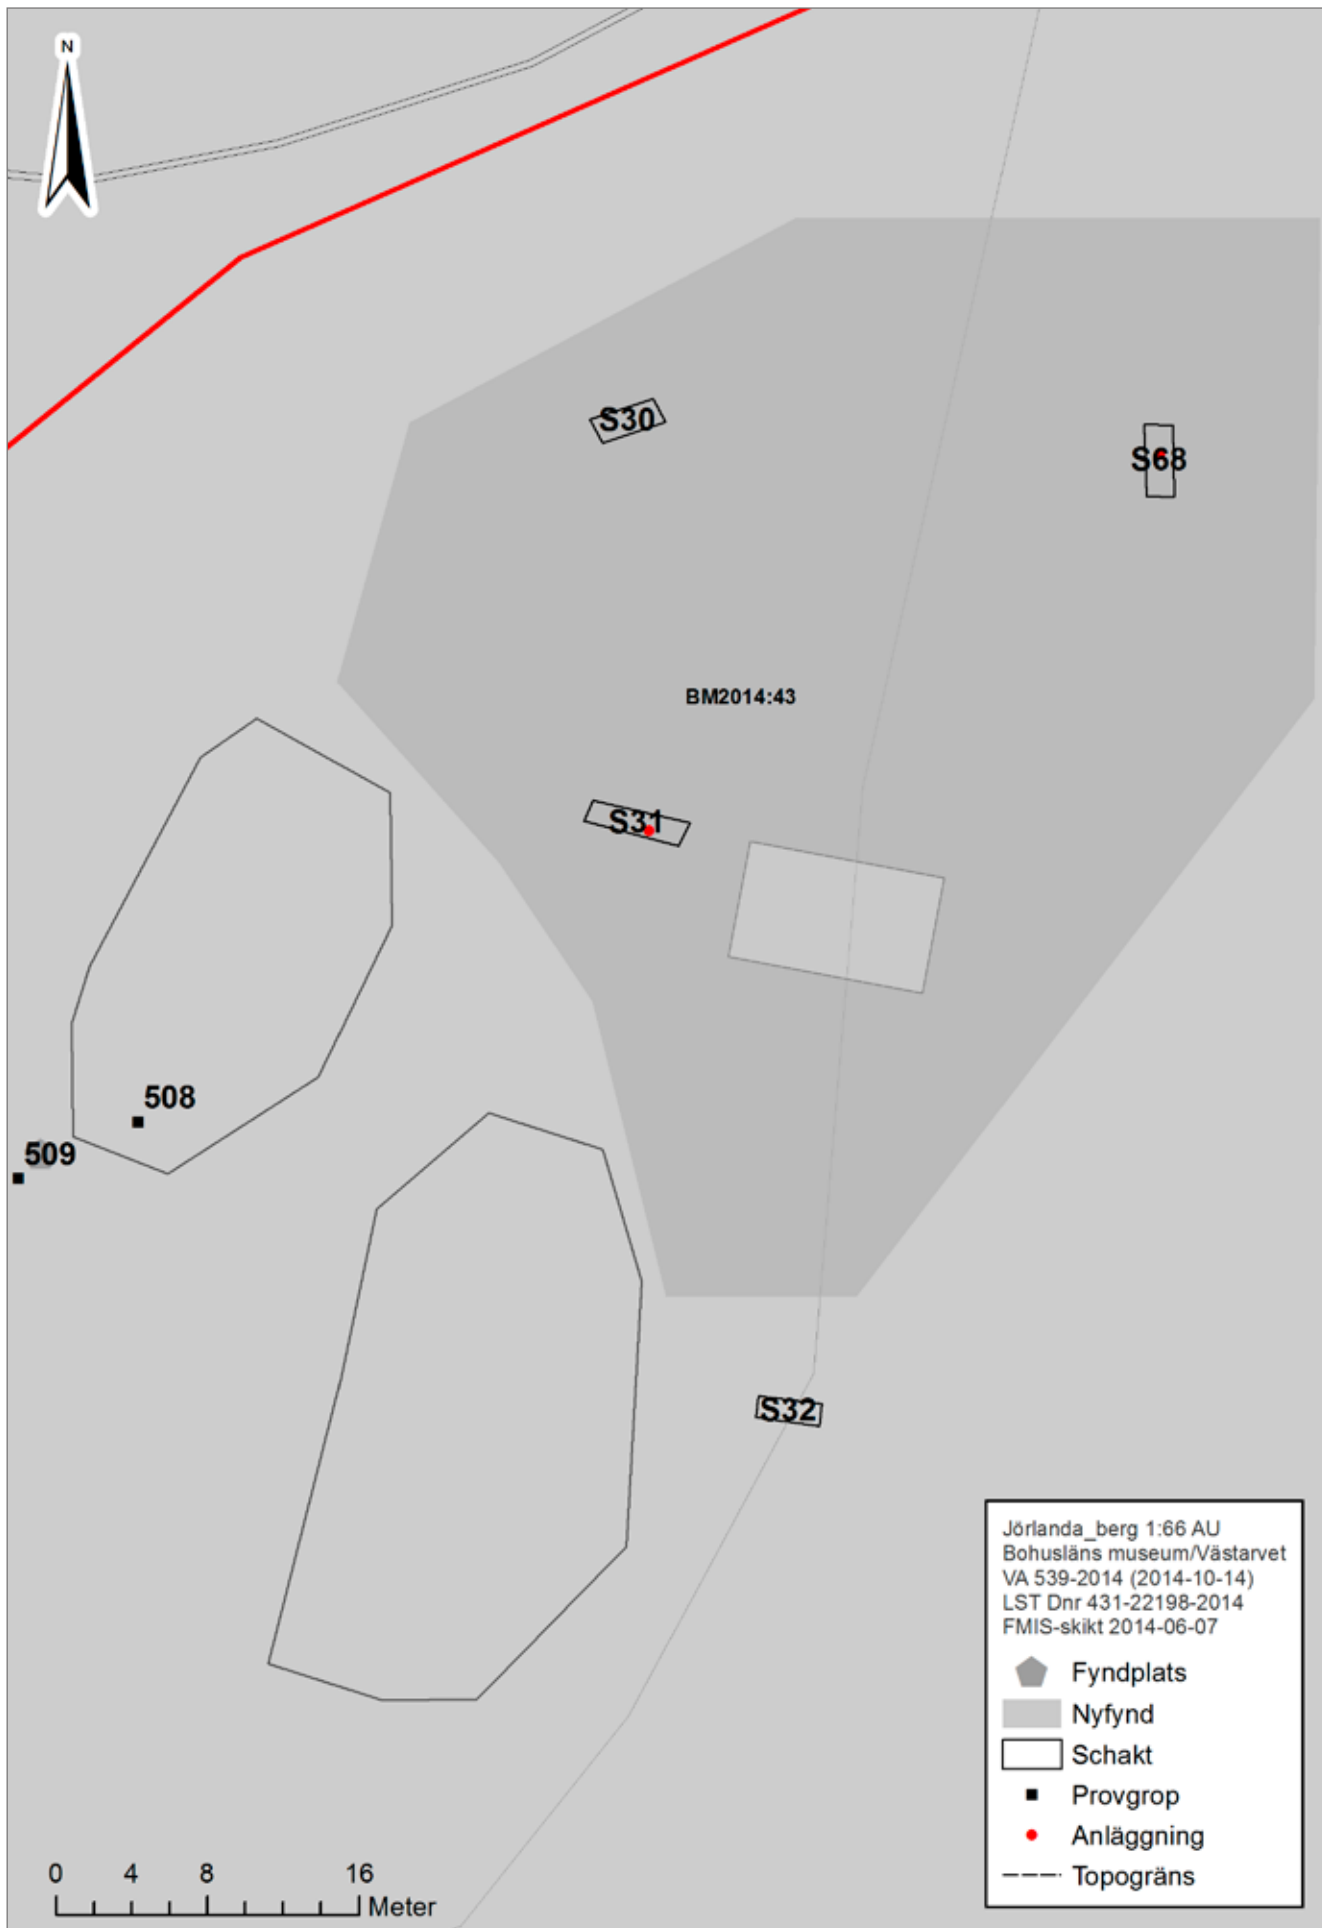 N
S30
S68
BM2014:43
S31
508
509
S32
Jörlanda_berg 1:66 AU
Bohusläns museum/Västarvet
VA 539-2014 (2014-10-14)
LST Dnr 431-22198-2014
FMIS-skikt 2014-06-07
Fyndplats
Nyfynd
Schakt
Provgrop
Anläggning
Topogräns
0 4 8 16
Meter